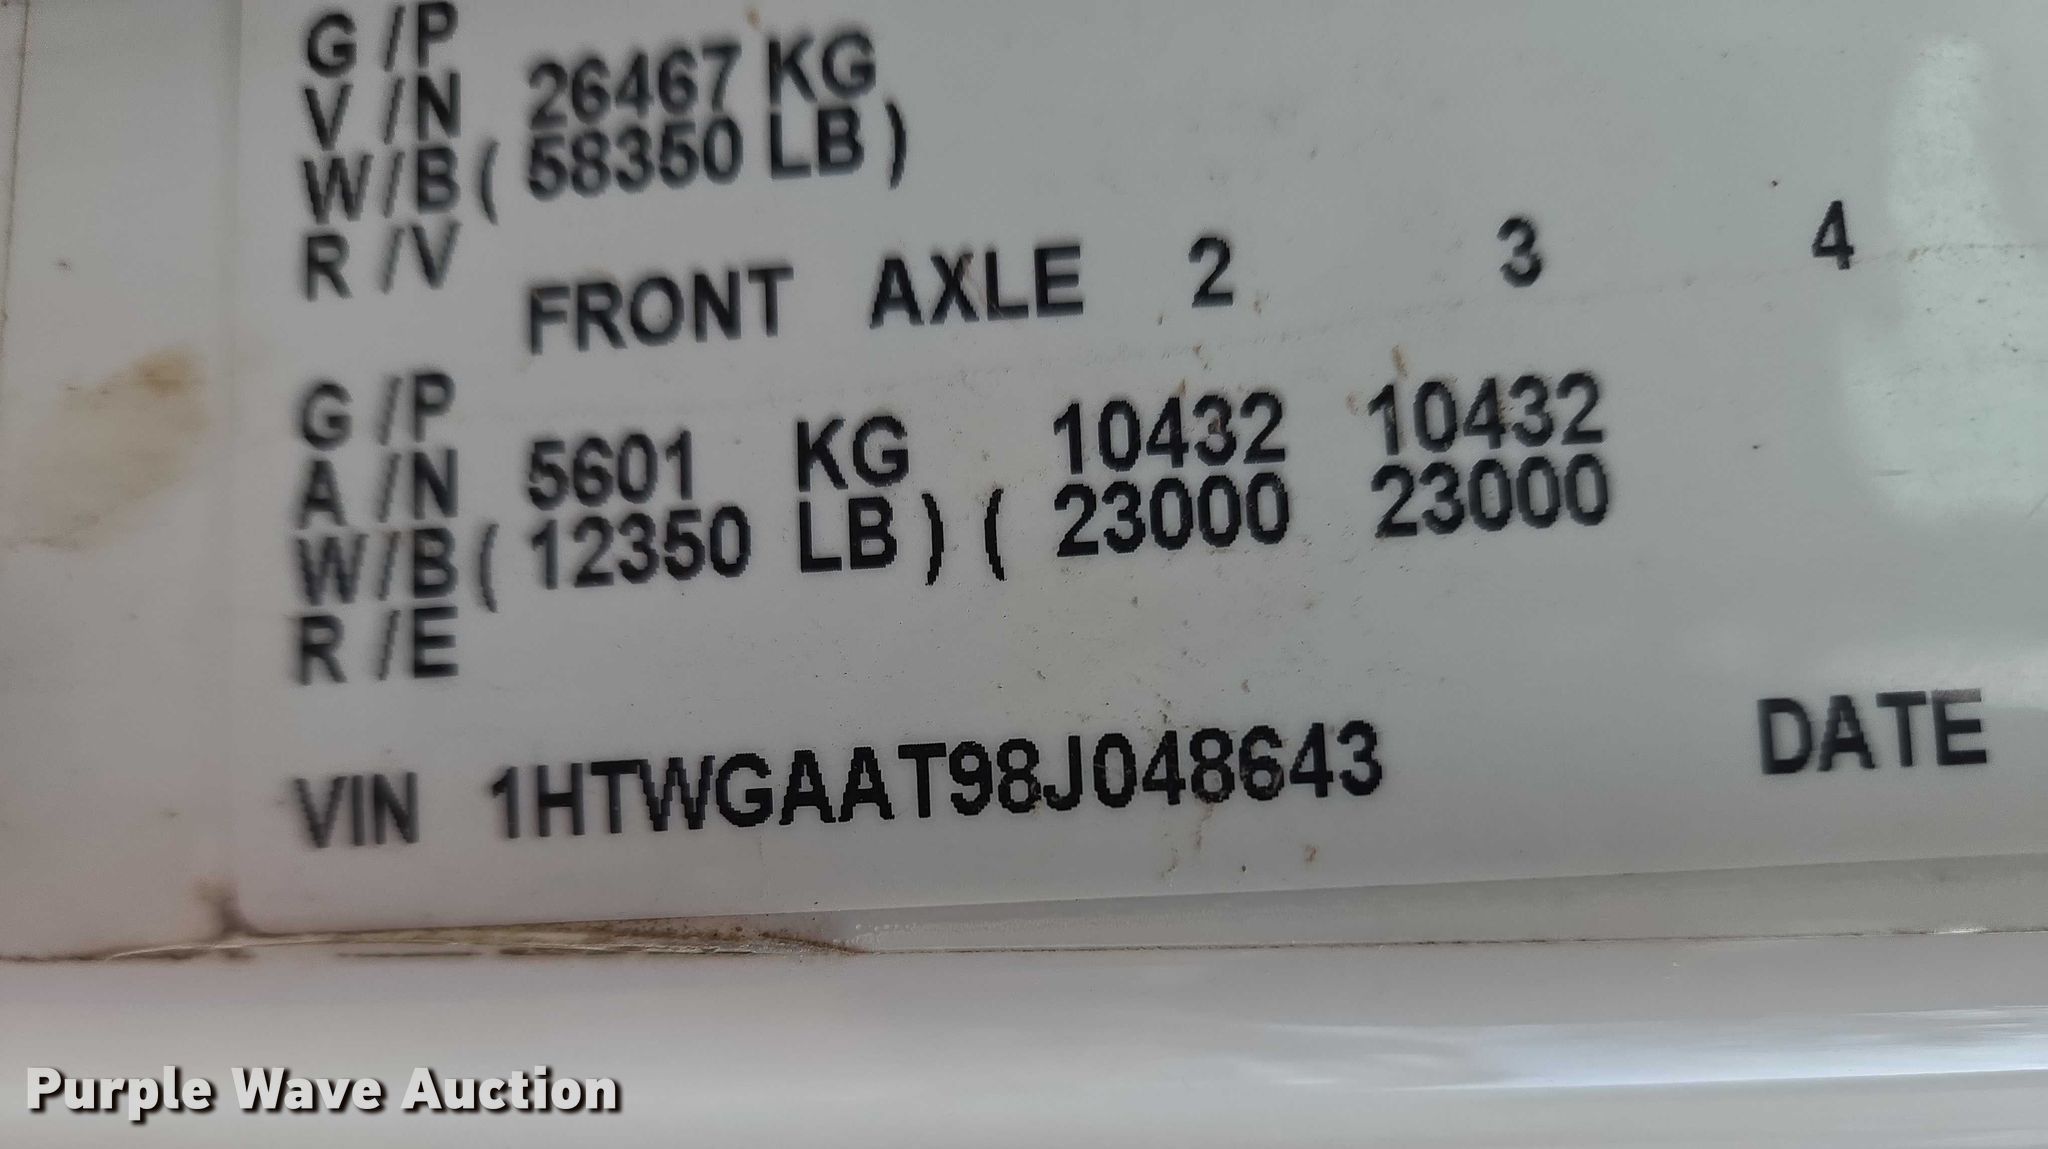 G /P
V /N 26467 KG
W/B ( 58350 LB )
R /V
FRONT AXLE 2 3 4
G /P
A /N 5601 KG 10432 10432
W/B ( 12350 LB ) ( 23000 23000
R /E
VIN 1HTWGAAT98J048643 DATE
Purple Wave Auction